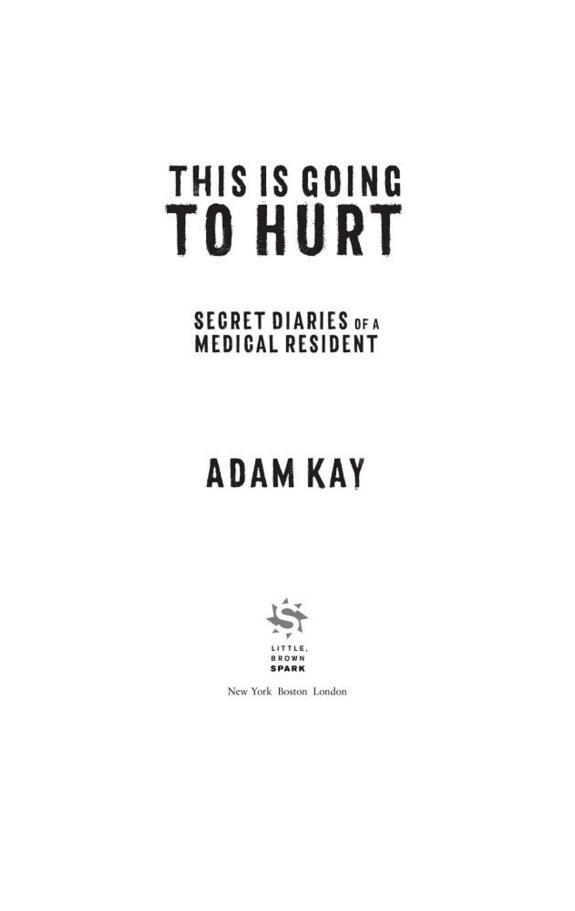 THIS IS GOING
TO HURT
SECRET DIARIES OF A
MEDICAL RESIDENT
ADAM KAY
S
LITTLE,
BROWN
SPARK
New York Boston London